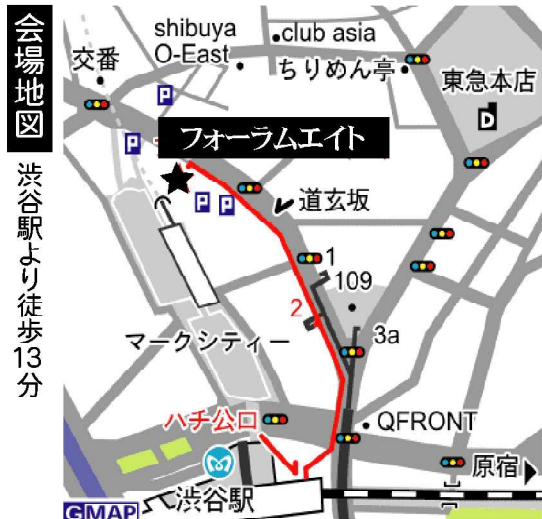 会場地図
渋谷駅より徒歩13分
shibuya
O-East
club asia
交番
ちりめん亭
東急本店
P
D
フォーラムエイト
P
P
P
道玄坂
1
109
2
3a
マークシティー
ハチ公口
QFRONT
渋谷駅
原宿
GMAP